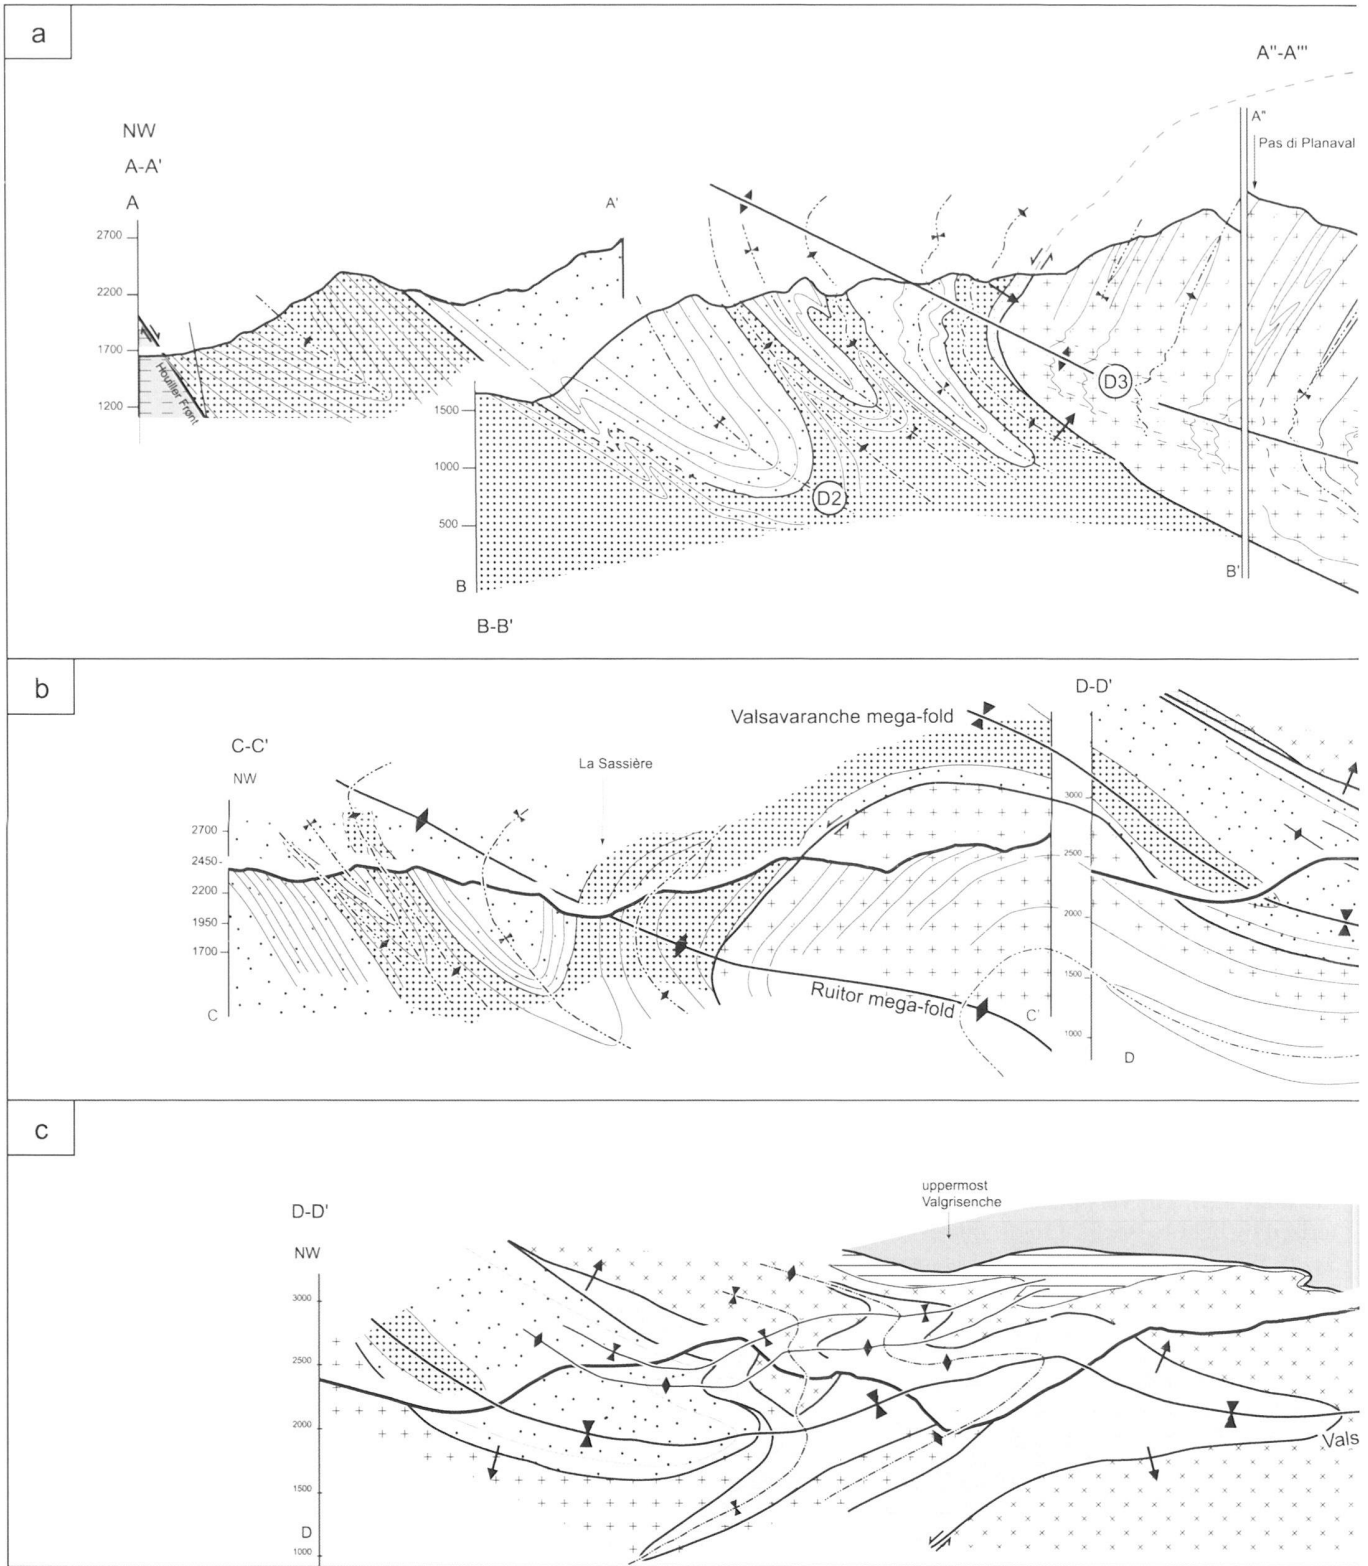 a
A"-A'''
A"
Pas di Planaval
NW
A-A'
A
A'
2700
2200
1700
1200
Houiller Front
D3
1500
1000
500
D2
B
B'
B-B'
b
D-D'
Valsavaranche mega-fold
C-C'
NW
La Sassière
2700
2450
2200
1950
1700
3000
2500
2000
1500
1000
Ruitor mega-fold
C
C'
D
c
uppermost
Valgrisenche
D-D'
NW
3000
2500
2000
1500
1000
D
Vals